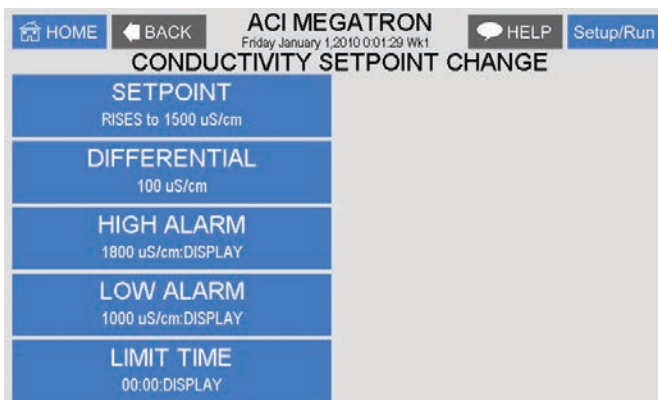 HOME BACK ACI MEGATRON HELP Setup/Run
Friday January 1,2010 0:01:29 Wk1
CONDUCTIVITY SETPOINT CHANGE
SETPOINT
RISES to 1500 uS/cm
DIFFERENTIAL
100 uS/cm
HIGH ALARM
1800 uS/cm:DISPLAY
LOW ALARM
1000 uS/cm:DISPLAY
LIMIT TIME
00:00:DISPLAY